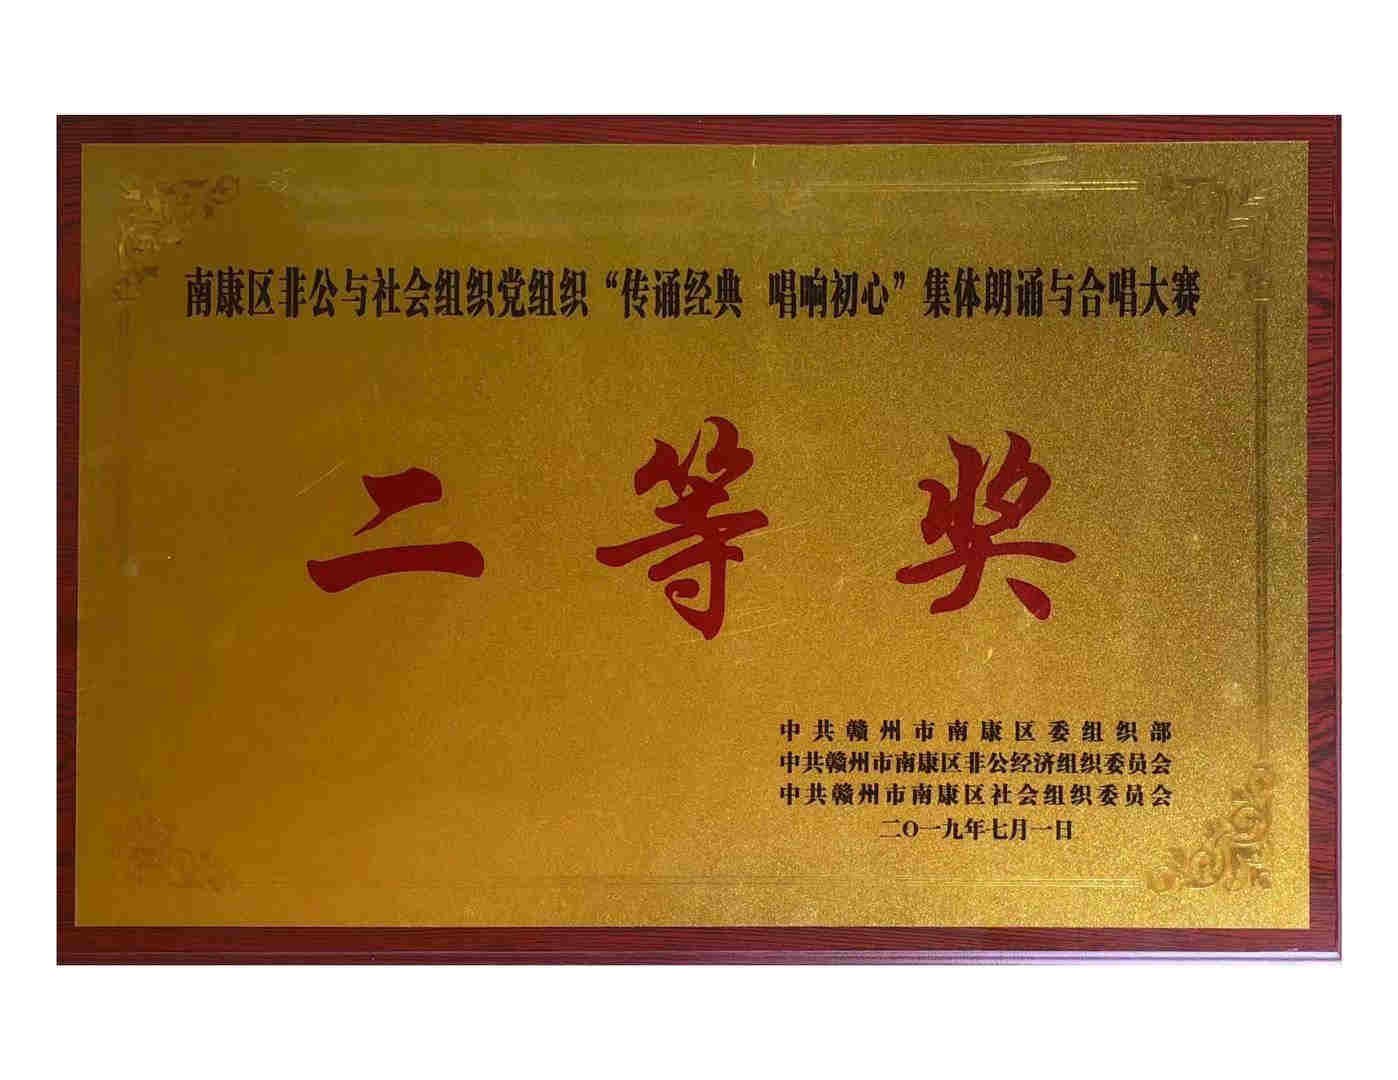 南康区非公与社会组织党组织“传诵经典 唱响初心”集体朗诵与合唱大赛
二等奖
中共赣州市南康区委组织部
中共赣州市南康区非公经济组织委员会
中共赣州市南康区社会组织委员会
二〇一九年七月一日